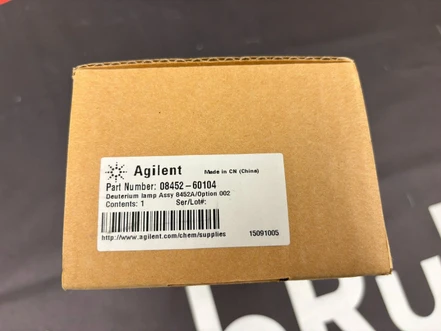 Agilent Made in CN (China)
Part Number: 08452-60104
Deuterium lamp Assy 8452A/Option 002
Contents: 1 Ser/Lot#:
http://www.agilent.com/chem/supplies 15091005
bru